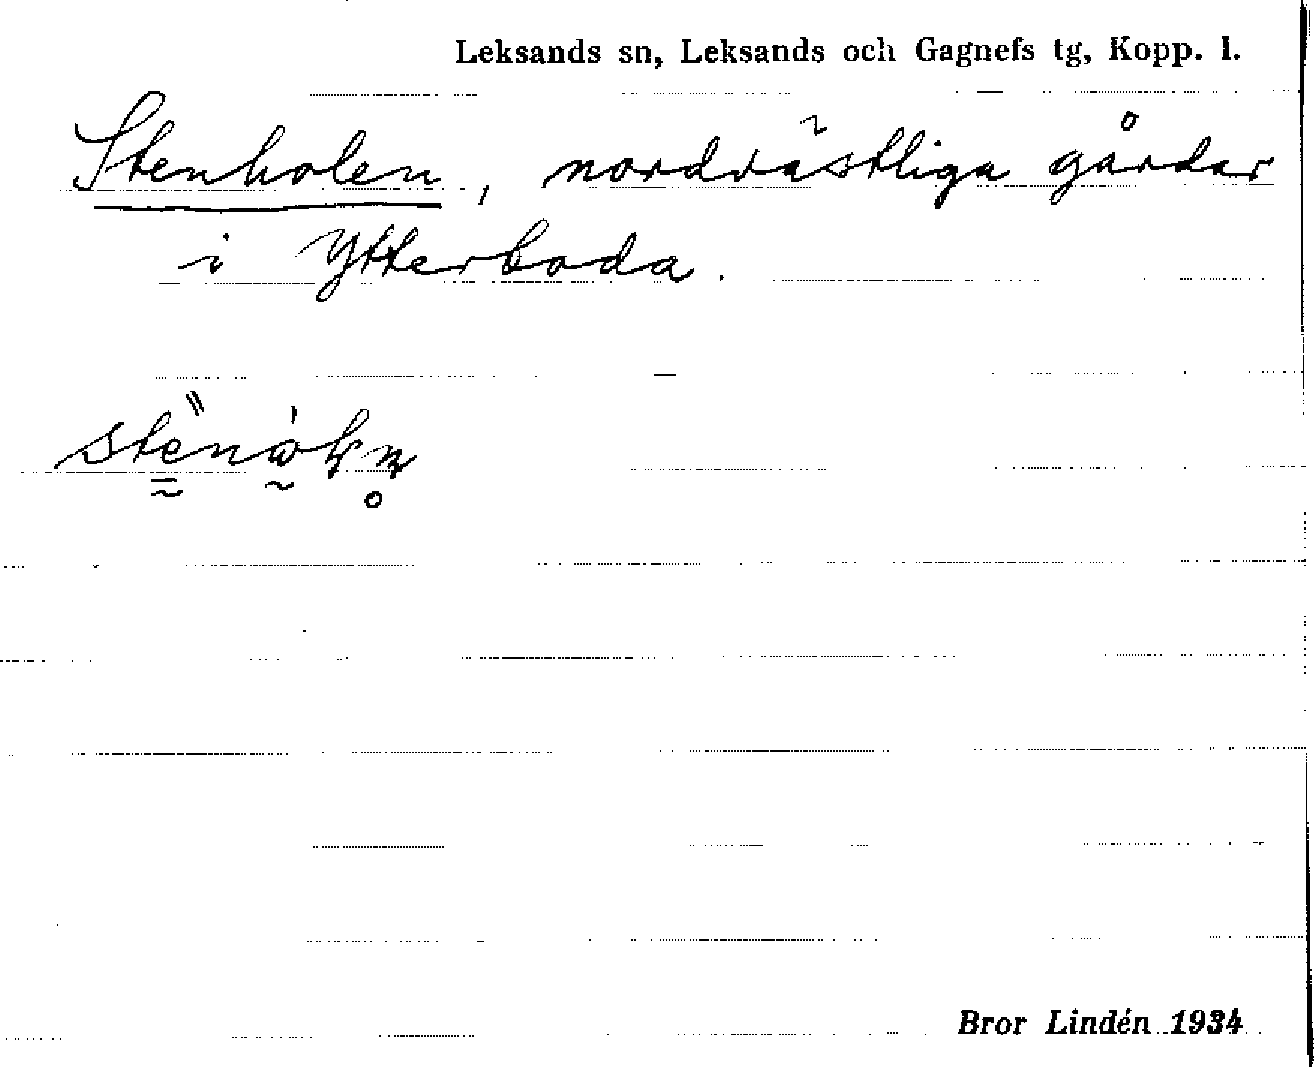 Leksands sn, Leksands och Gagnefs tg, Kopp. l.
Stenholen, nordvästliga gårdar
i Ytterboda.
Bror Lindén 1934